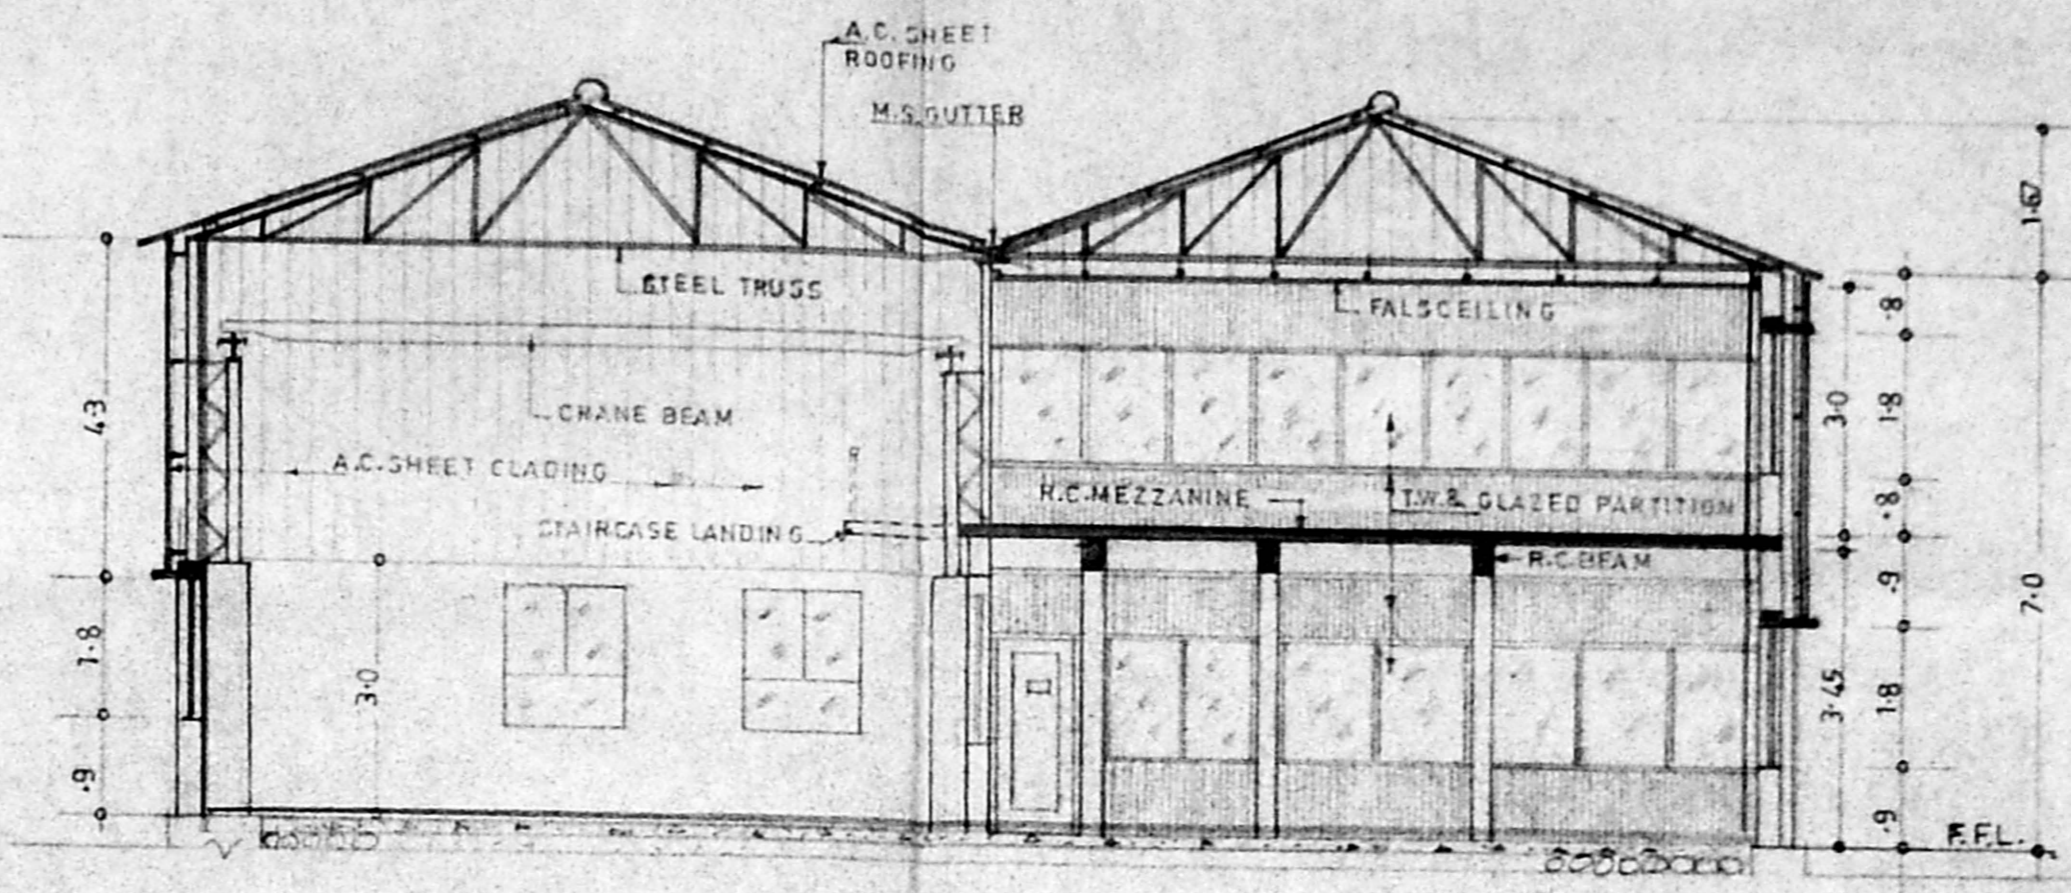 A.C. SHEET
ROOFING
M.S. GUTTER
1.67
STEEL TRUSS
FALSCEILING
.8
4.3
CRANE BEAM
3.0
1.8
A.C. SHEET CLADING
R.C. MEZZANINE
T.W. & GLAZED PARTITION
.8
STAIRCASE LANDING
R.C. BEAM
.9
7.0
1.8
3.0
3.45
1.8
.9
.9
F.F.L.